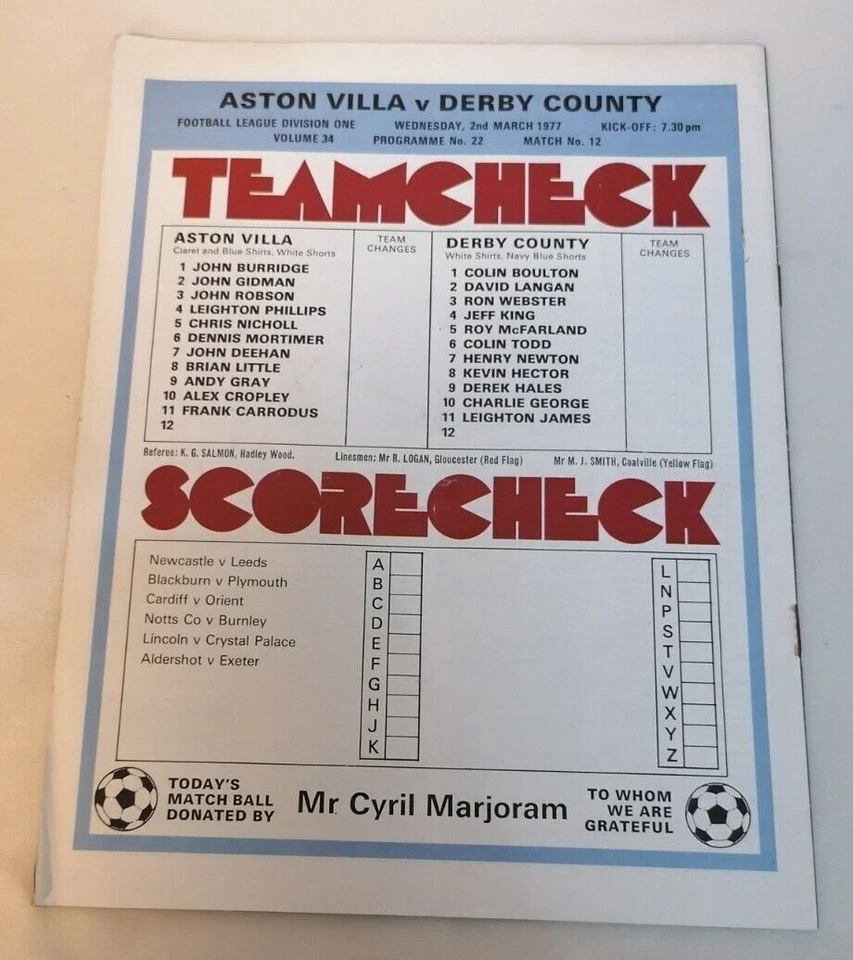 ASTON VILLA v DERBY COUNTY
FOOTBALL LEAGUE DIVISION ONE WEDNESDAY, 2nd MARCH 1977 KICK-OFF: 7.30 pm
VOLUME 34 PROGRAMME No. 22 MATCH No. 12
TEAMCHECK
ASTON VILLA
Claret and Blue Shirts, White Shorts
TEAM
CHANGES
1 JOHN BURRIDGE
2 JOHN GIDMAN
3 JOHN ROBSON
4 LEIGHTON PHILLIPS
5 CHRIS NICHOLL
6 DENNIS MORTIMER
7 JOHN DEEHAN
8 BRIAN LITTLE
9 ANDY GRAY
10 ALEX CROPLEY
11 FRANK CARRODUS
12
DERBY COUNTY
White Shirts, Navy Blue Shorts
TEAM
CHANGES
1 COLIN BOULTON
2 DAVID LANGAN
3 RON WEBSTER
4 JEFF KING
5 ROY McFARLAND
6 COLIN TODD
7 HENRY NEWTON
8 KEVIN HECTOR
9 DEREK HALES
10 CHARLIE GEORGE
11 LEIGHTON JAMES
12
Referee: K. G. SALMON, Hadley Wood. Linesmen: Mr R. LOGAN, Gloucester (Red Flag) Mr M. J. SMITH, Coalville (Yellow Flag)
SCORECHECK
Newcastle v Leeds
Blackburn v Plymouth
Cardiff v Orient
Notts Co v Burnley
Lincoln v Crystal Palace
Aldershot v Exeter
A
B
C
D
E
F
G
H
J
K
L
N
P
S
T
V
W
X
Y
Z
TODAY'S
MATCH BALL
DONATED BY
Mr. Cyril Marjoram
TO WHOM
WE ARE
GRATEFUL